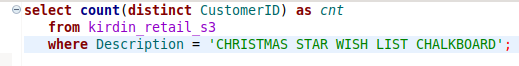 select count(distinct CustomerID) as cnt
from kirdin_retail_s3
where Description = 'CHRISTMAS STAR WISH LIST CHALKBOARD';